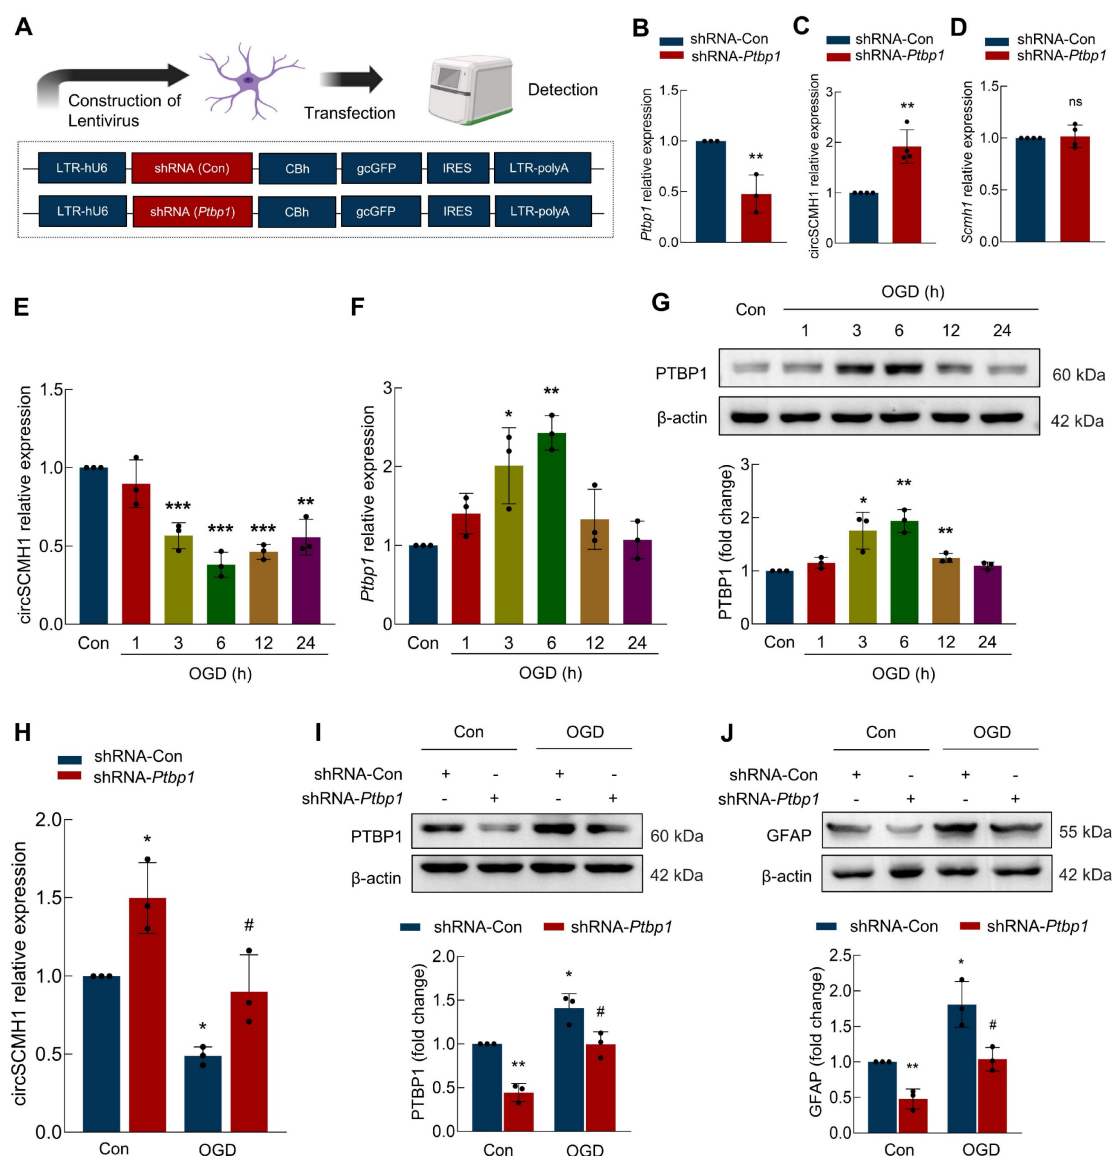 A
Construction of
Lentivirus
Transfection
Detection
LTR-hU6 shRNA (Con) CBh gcGFP IRES LTR-polyA
LTR-hU6 shRNA (Ptbp1) CBh gcGFP IRES LTR-polyA
B
shRNA-Con
shRNA-Ptbp1
Ptbp1 relative expression
1.5
1.0
0.5
0.0
**
C
shRNA-Con
shRNA-Ptbp1
circSCMH1 relative expression
3
2
1
0
**
D
shRNA-Con
shRNA-Ptbp1
Scmh1 relative expression
1.5
1.0
0.5
0.0
ns
E
circSCMH1 relative expression
1.5
1.0
0.5
0.0
*** *** *** **
Con 1 3 6 12 24
OGD (h)
F
Ptbp1 relative expression
3
2
1
0
* **
Con 1 3 6 12 24
OGD (h)
G
OGD (h)
Con 1 3 6 12 24
PTBP1 60 kDa
β-actin 42 kDa
PTBP1 (fold change)
3
2
1
0
* ** **
Con 1 3 6 12 24
OGD (h)
H
shRNA-Con
shRNA-Ptbp1
circSCMH1 relative expression
2.0
1.5
1.0
0.5
0.0
* * #
Con OGD
I
Con OGD
shRNA-Con + - + -
shRNA-Ptbp1 - + - +
PTBP1 60 kDa
β-actin 42 kDa
shRNA-Con shRNA-Ptbp1
PTBP1 (fold change)
2.0
1.5
1.0
0.5
0.0
** * #
Con OGD
J
Con OGD
shRNA-Con + - + -
shRNA-Ptbp1 - + - +
GFAP 55 kDa
β-actin 42 kDa
shRNA-Con shRNA-Ptbp1
GFAP (fold change)
2.5
2.0
1.5
1.0
0.5
0.0
** * #
Con OGD